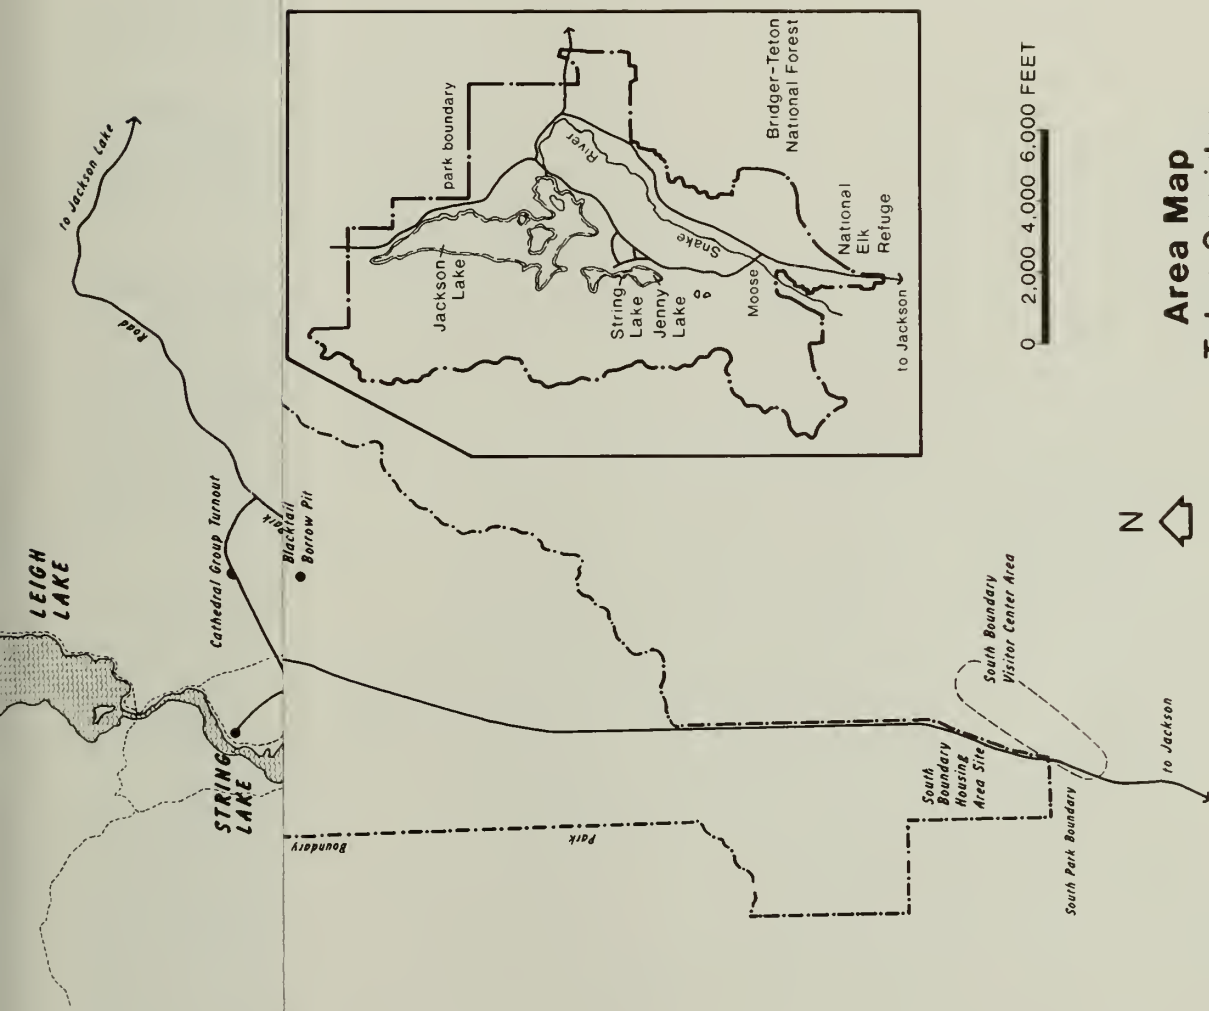 to Jackson Lake
Road
LEIGH
LAKE
Cathedral Group Turnout
Park
Blacktail
Borrow Pit
STRING
LAKE
Boundary
Park
South
Boundary
Housing
Area Site
South Boundary
Visitor Center Area
South Park Boundary
to Jackson
park boundary
Bridger-Teton
National Forest
River
Snake
Jackson
Lake
String
Lake
Jenny
Lake
Moose
National
Elk
Refuge
to Jackson
0 2,000 4,000 6,000 FEET
N
Area Map